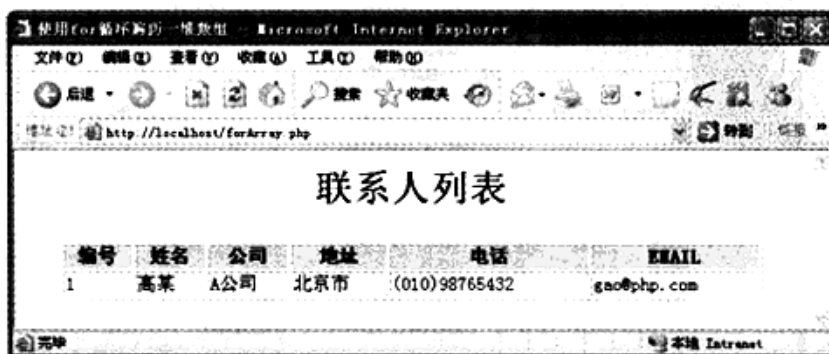 使用for循环遍历一维数组 - Microsoft Internet Explorer
文件(F) 编辑(E) 查看(V) 收藏(A) 工具(T) 帮助(H)
后退 搜索 收藏夹
地址(D) http://localhost/forArray.php 转到 链接 »
联系人列表
编号 姓名 公司 地址 电话 EMAIL
1 高某 A公司 北京市 (010)98765432 gao@php.com
完毕 本地 Intranet